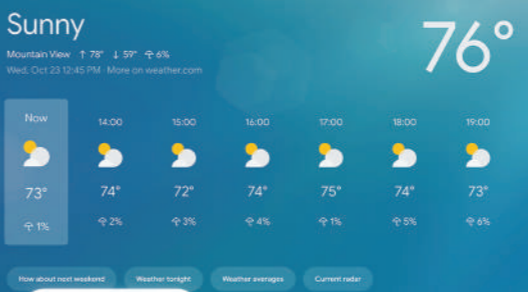 Sunny
76°
Mountain View ↑ 78° ↓ 59° 6%
Wed, Oct 23 12:45 PM · More on weather.com
Now 14:00 15:00 16:00 17:00 18:00 19:00
73° 74° 72° 74° 75° 74° 73°
1% 2% 3% 4% 1% 5% 6%
How about next weekend Weather tonight Weather averages Current radar